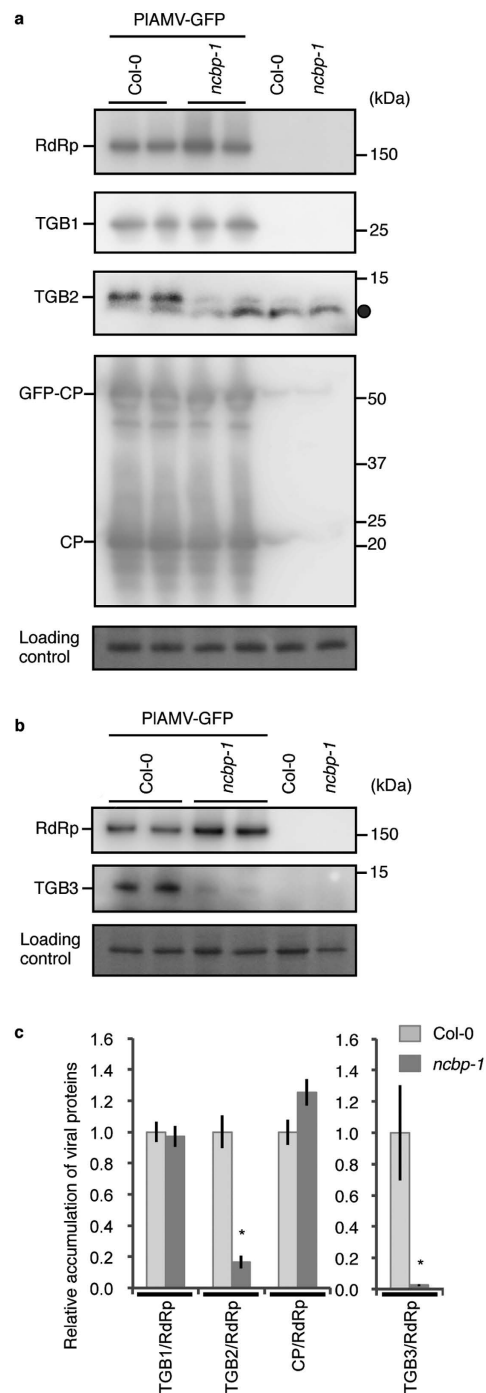 a
PlAMV-GFP
Col-0
ncbp-1
Col-0
ncbp-1
(kDa)
RdRp
150
TGB1
25
TGB2
15
GFP-CP
50
37
25
CP
20
Loading
control
b
PlAMV-GFP
Col-0
ncbp-1
Col-0
ncbp-1
(kDa)
RdRp
150
TGB3
15
Loading
control
c
Relative accumulation of viral proteins
1.6
1.4
1.2
1.0
0.8
0.6
0.4
0.2
0.0
*
TGB1/RdRp
TGB2/RdRp
CP/RdRp
1.6
1.4
1.2
1.0
0.8
0.6
0.4
0.2
0.0
*
TGB3/RdRp
Col-0
ncbp-1